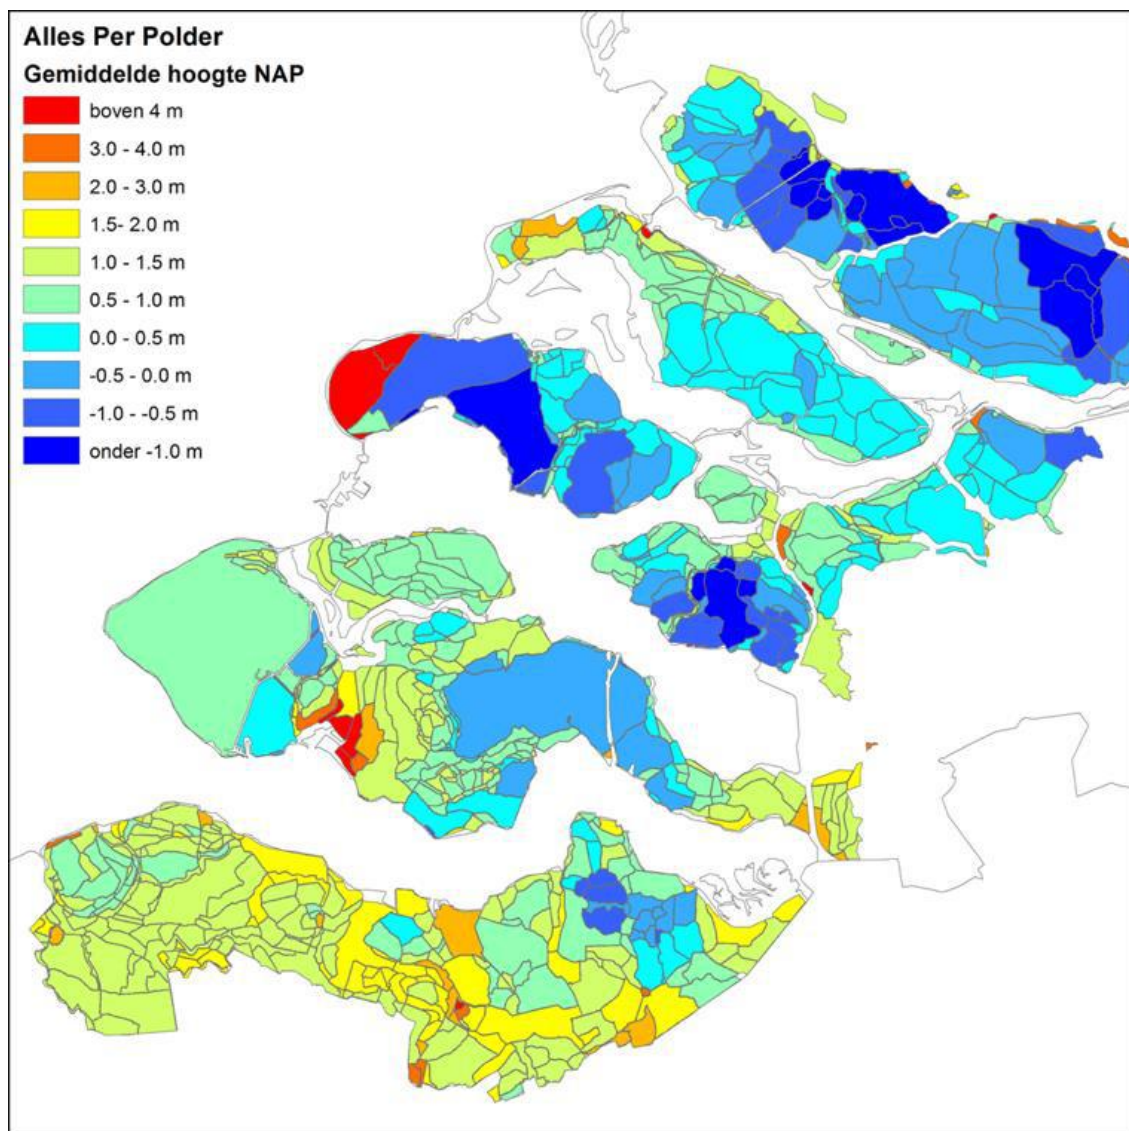 Alles Per Polder
Gemiddelde hoogte NAP
boven 4 m
3.0 - 4.0 m
2.0 - 3.0 m
1.5- 2.0 m
1.0 - 1.5 m
0.5 - 1.0 m
0.0 - 0.5 m
-0.5 - 0.0 m
-1.0 - -0.5 m
onder -1.0 m